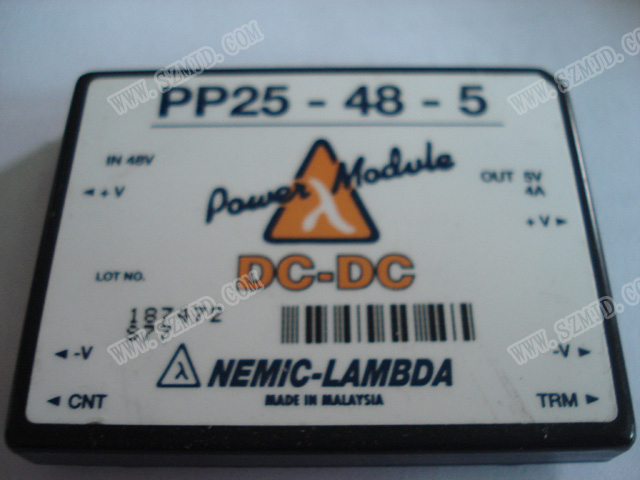 PP25 - 48 - 5
IN 48V
OUT 5V
4A
+V
+V
Power λ Module
DC-DC
LOT NO.
-V
-V
λ NEMIC-LAMBDA
MADE IN MALAYSIA
CNT
TRM
WWW.SZMJD.COM
WWW.SZMJD.COM
WWW.SZMJD.COM
WWW.SZMJD.COM